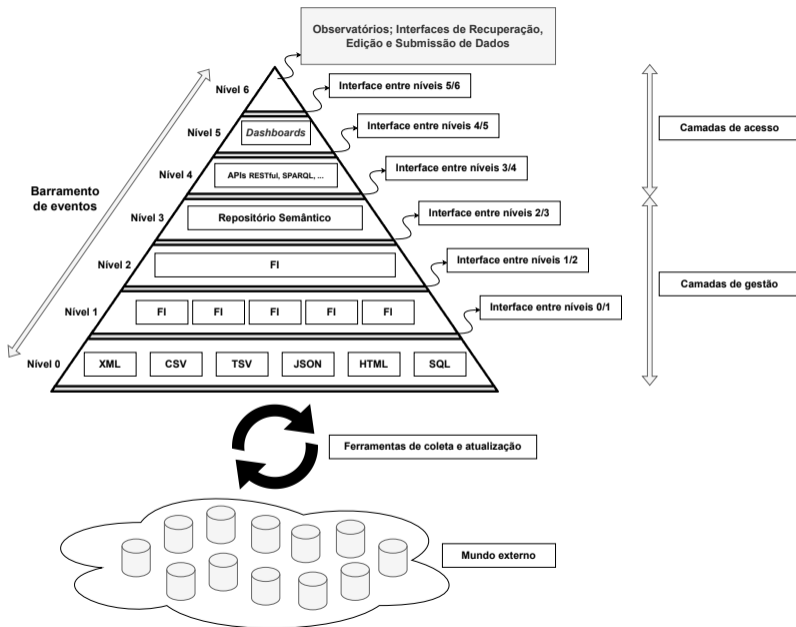 Observatórios; Interfaces de Recuperação,
Edição e Submissão de Dados
Nível 6
Interface entre níveis 5/6
Nível 5
Dashboards
Interface entre níveis 4/5
Camadas de acesso
Nível 4
APIs RESTful, SPARQL, ...
Interface entre níveis 3/4
Barramento
de eventos
Nível 3
Repositório Semântico
Interface entre níveis 2/3
Nível 2
FI
Interface entre níveis 1/2
Camadas de gestão
Nível 1
FI FI FI FI FI
Interface entre níveis 0/1
Nível 0
XML CSV TSV JSON HTML SQL
Ferramentas de coleta e atualização
Mundo externo